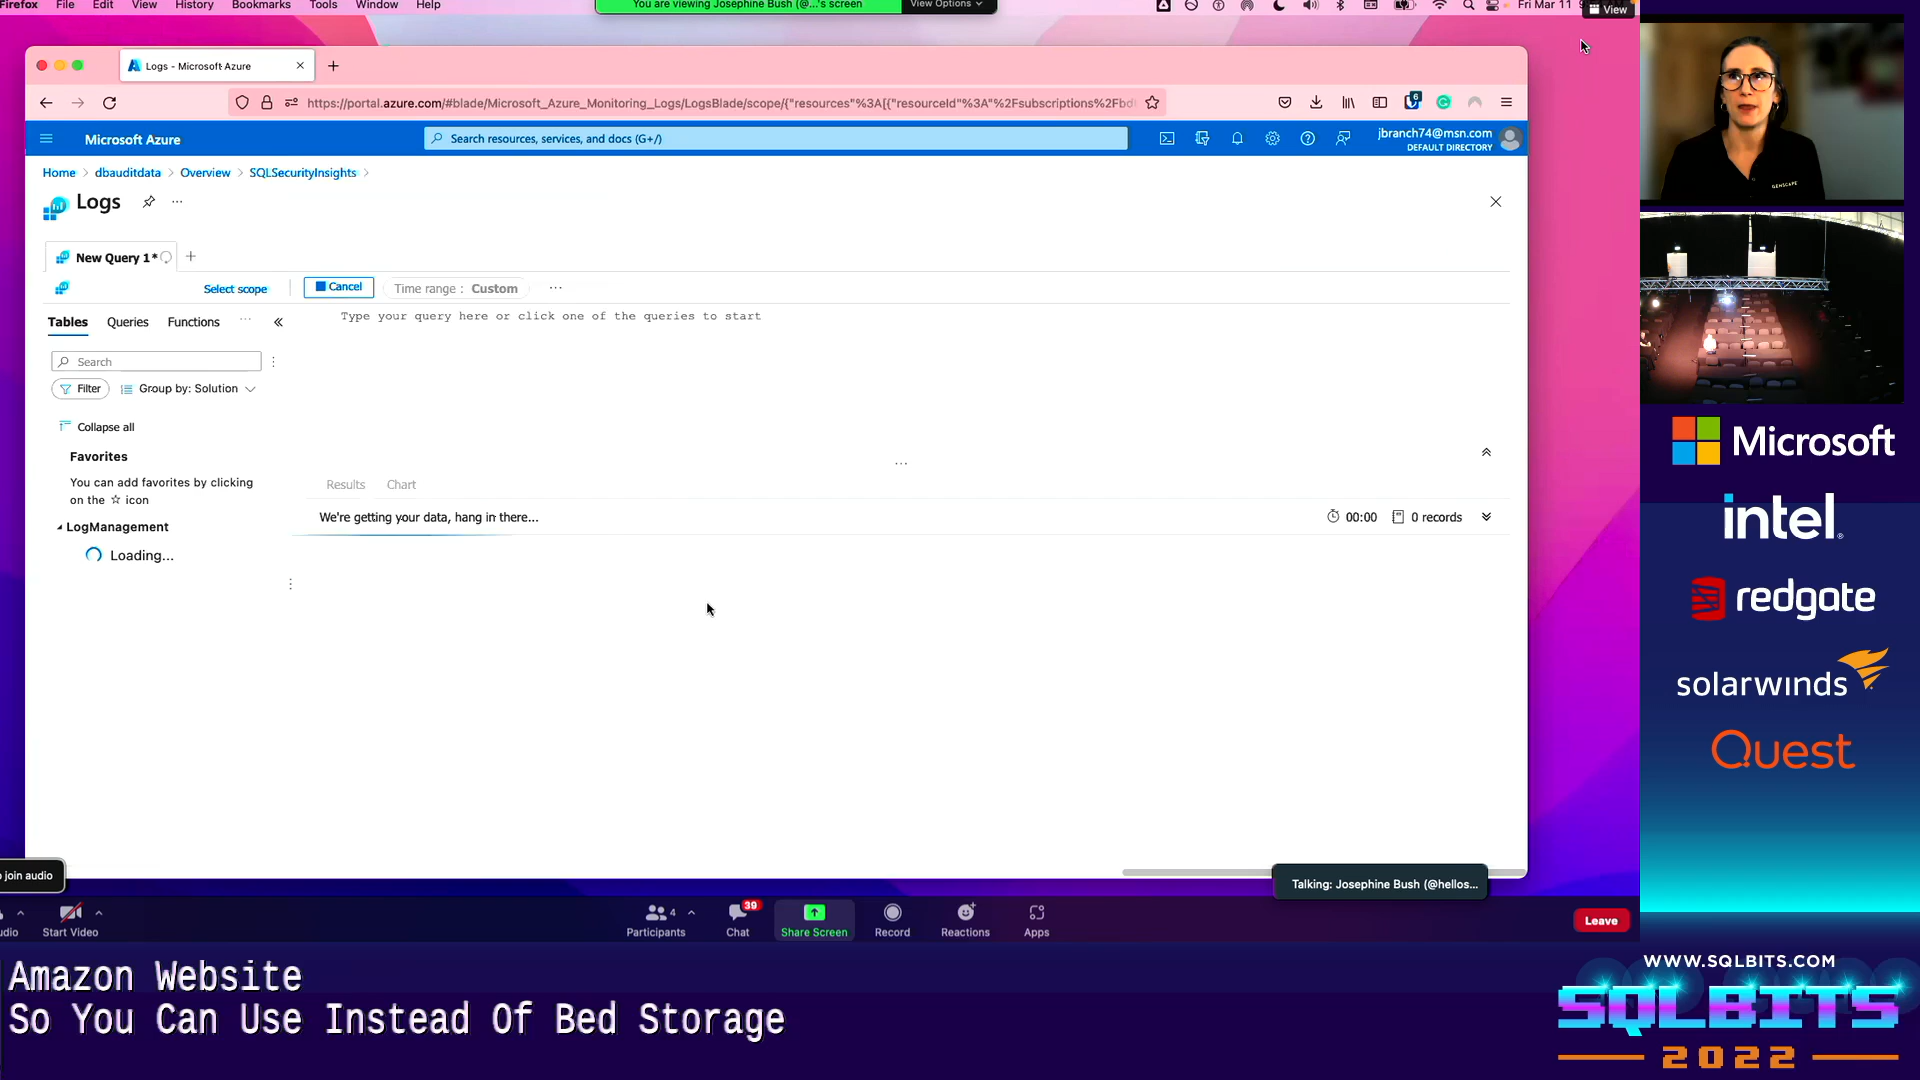 Firefox File Edit View History Bookmarks Tools Window Help
You are viewing Josephine Bush (@...'s screen
View Options
Fri Mar 11
View
Logs - Microsoft Azure
https://portal.azure.com/#blade/Microsoft_Azure_Monitoring_Logs/LogsBlade/scope/{"resources"%3A[{"resourceId"%3A"%2Fsubscriptions%2Fbd
6
Microsoft Azure
Search resources, services, and docs (G+/)
jbranch74@msn.com
DEFAULT DIRECTORY
Home > dbauditdata > Overview > SQLSecurityInsights >
Logs
...
New Query 1*
Select scope
Cancel
Time range : Custom
...
Tables Queries Functions ...
Type your query here or click one of the queries to start
Search
Filter
Group by: Solution
Collapse all
Favorites
You can add favorites by clicking
on the ☆ icon
LogManagement
Loading...
...
Results Chart
We're getting your data, hang in there...
00:00
0 records
join audio
Talking: Josephine Bush (@hellos...
Start Video
4
Participants
39
Chat
Share Screen
Record
Reactions
Apps
Leave
GENSCAPE
Microsoft
intel.
redgate
solarwinds
Quest
Amazon Website
So You Can Use Instead Of Bed Storage
WWW.SQLBITS.COM
SQLBITS
2022